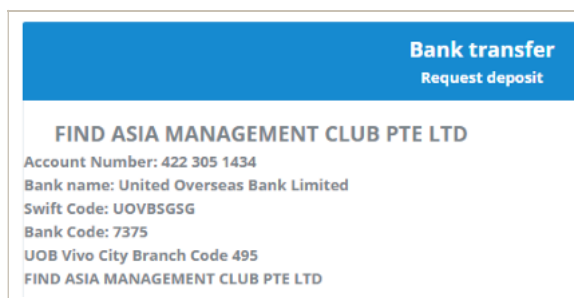 Bank transfer
Request deposit
FIND ASIA MANAGEMENT CLUB PTE LTD
Account Number: 422 305 1434
Bank name: United Overseas Bank Limited
Swift Code: UOVBSGSG
Bank Code: 7375
UOB Vivo City Branch Code 495
FIND ASIA MANAGEMENT CLUB PTE LTD